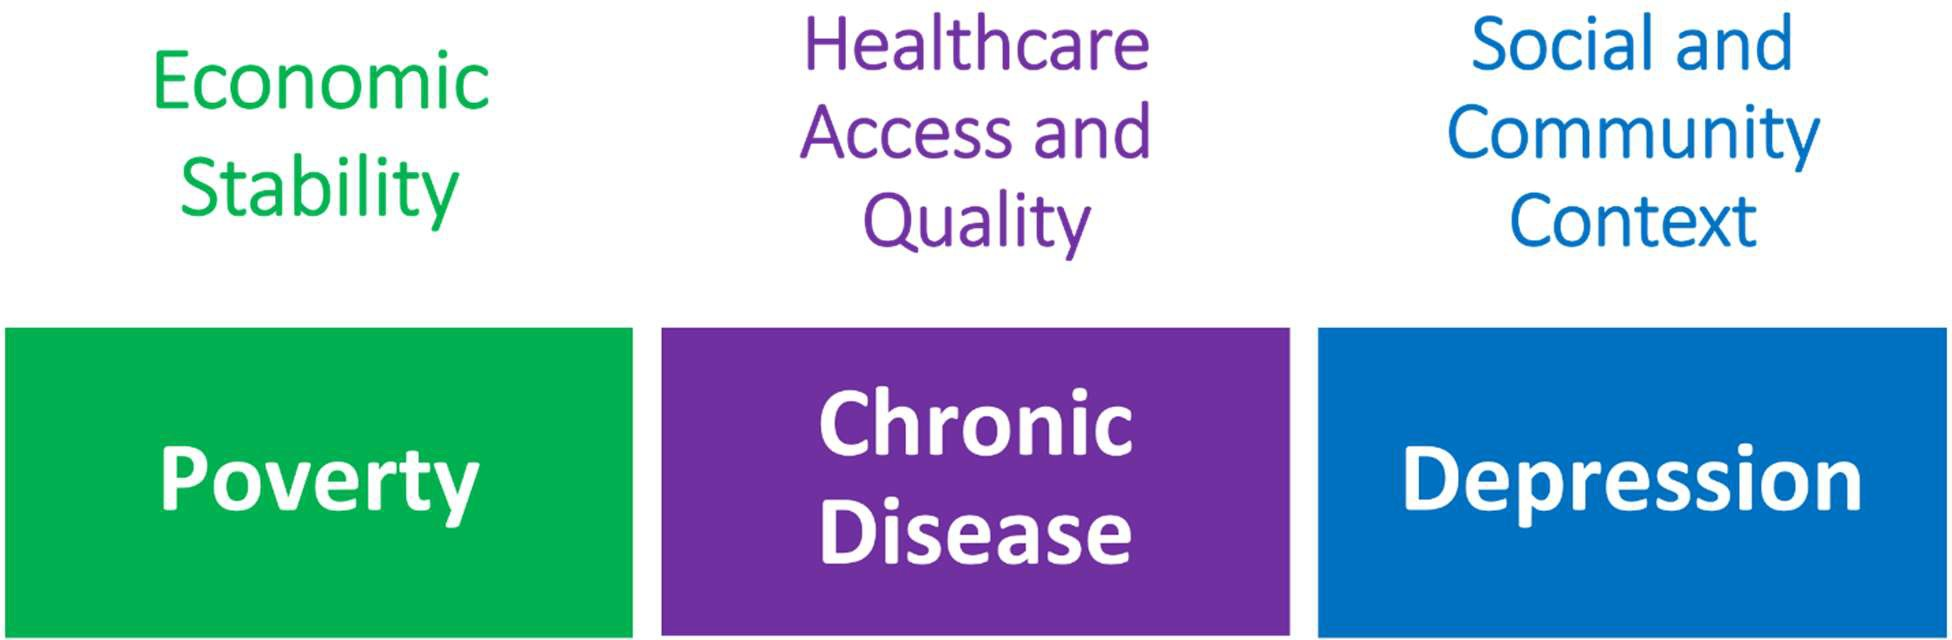 Economic
Stability
Healthcare
Access and
Quality
Social and
Community
Context
Poverty
Chronic
Disease
Depression